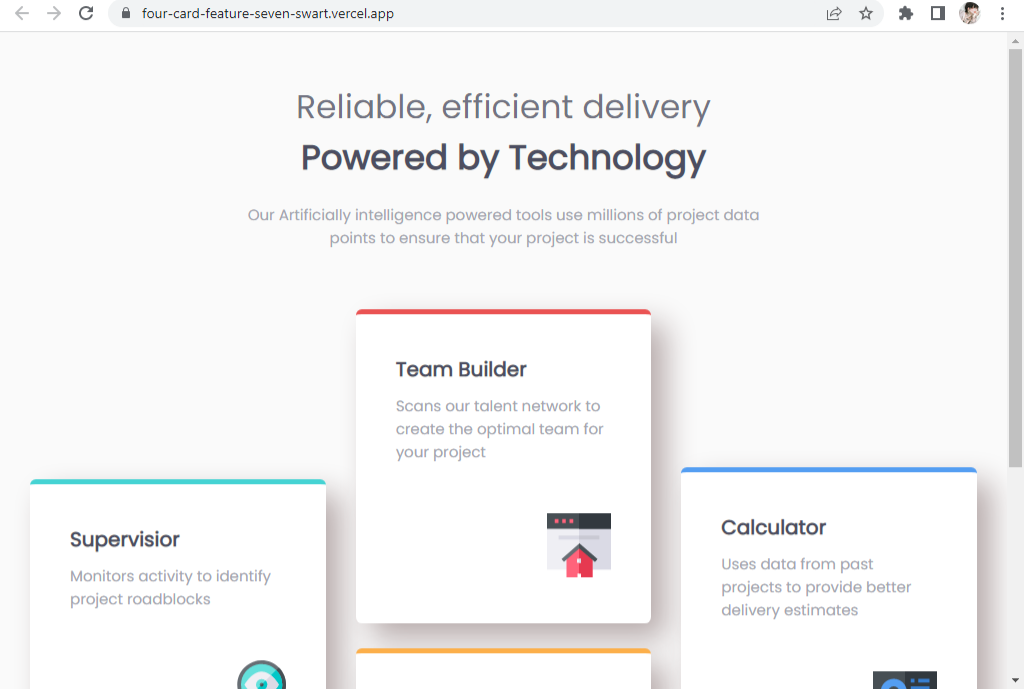 four-card-feature-seven-swart.vercel.app
Reliable, efficient delivery
Powered by Technology
Our Artificially intelligence powered tools use millions of project data
points to ensure that your project is successful
Team Builder
Scans our talent network to
create the optimal team for
your project
Supervisior
Monitors activity to identify
project roadblocks
Calculator
Uses data from past
projects to provide better
delivery estimates